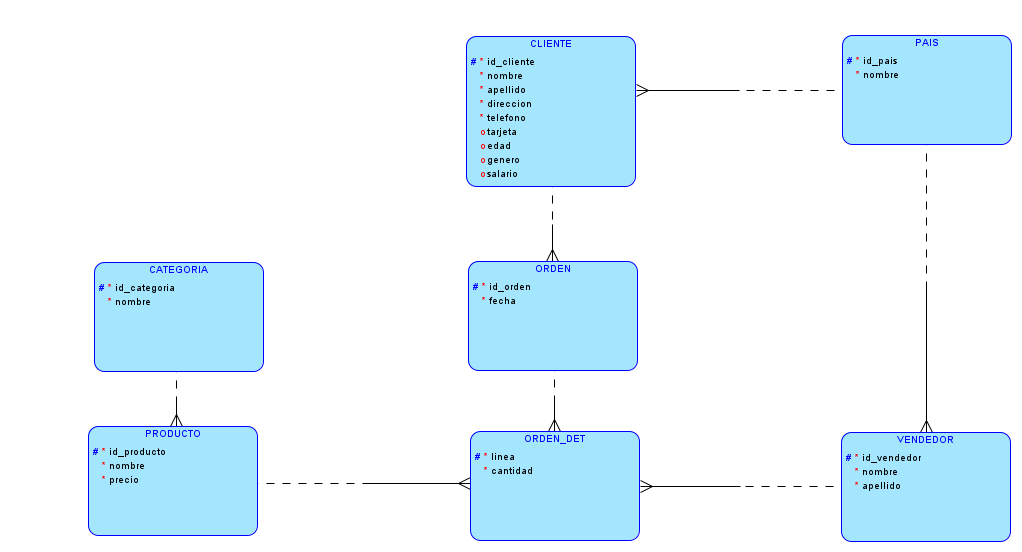 CLIENTE
# * id_cliente
* nombre
* apellido
* direccion
* telefono
o tarjeta
o edad
o genero
o salario
PAIS
# * id_pais
* nombre
CATEGORIA
# * id_categoria
* nombre
ORDEN
# * id_orden
* fecha
PRODUCTO
# * id_producto
* nombre
* precio
ORDEN_DET
# * linea
* cantidad
VENDEDOR
# * id_vendedor
* nombre
* apellido